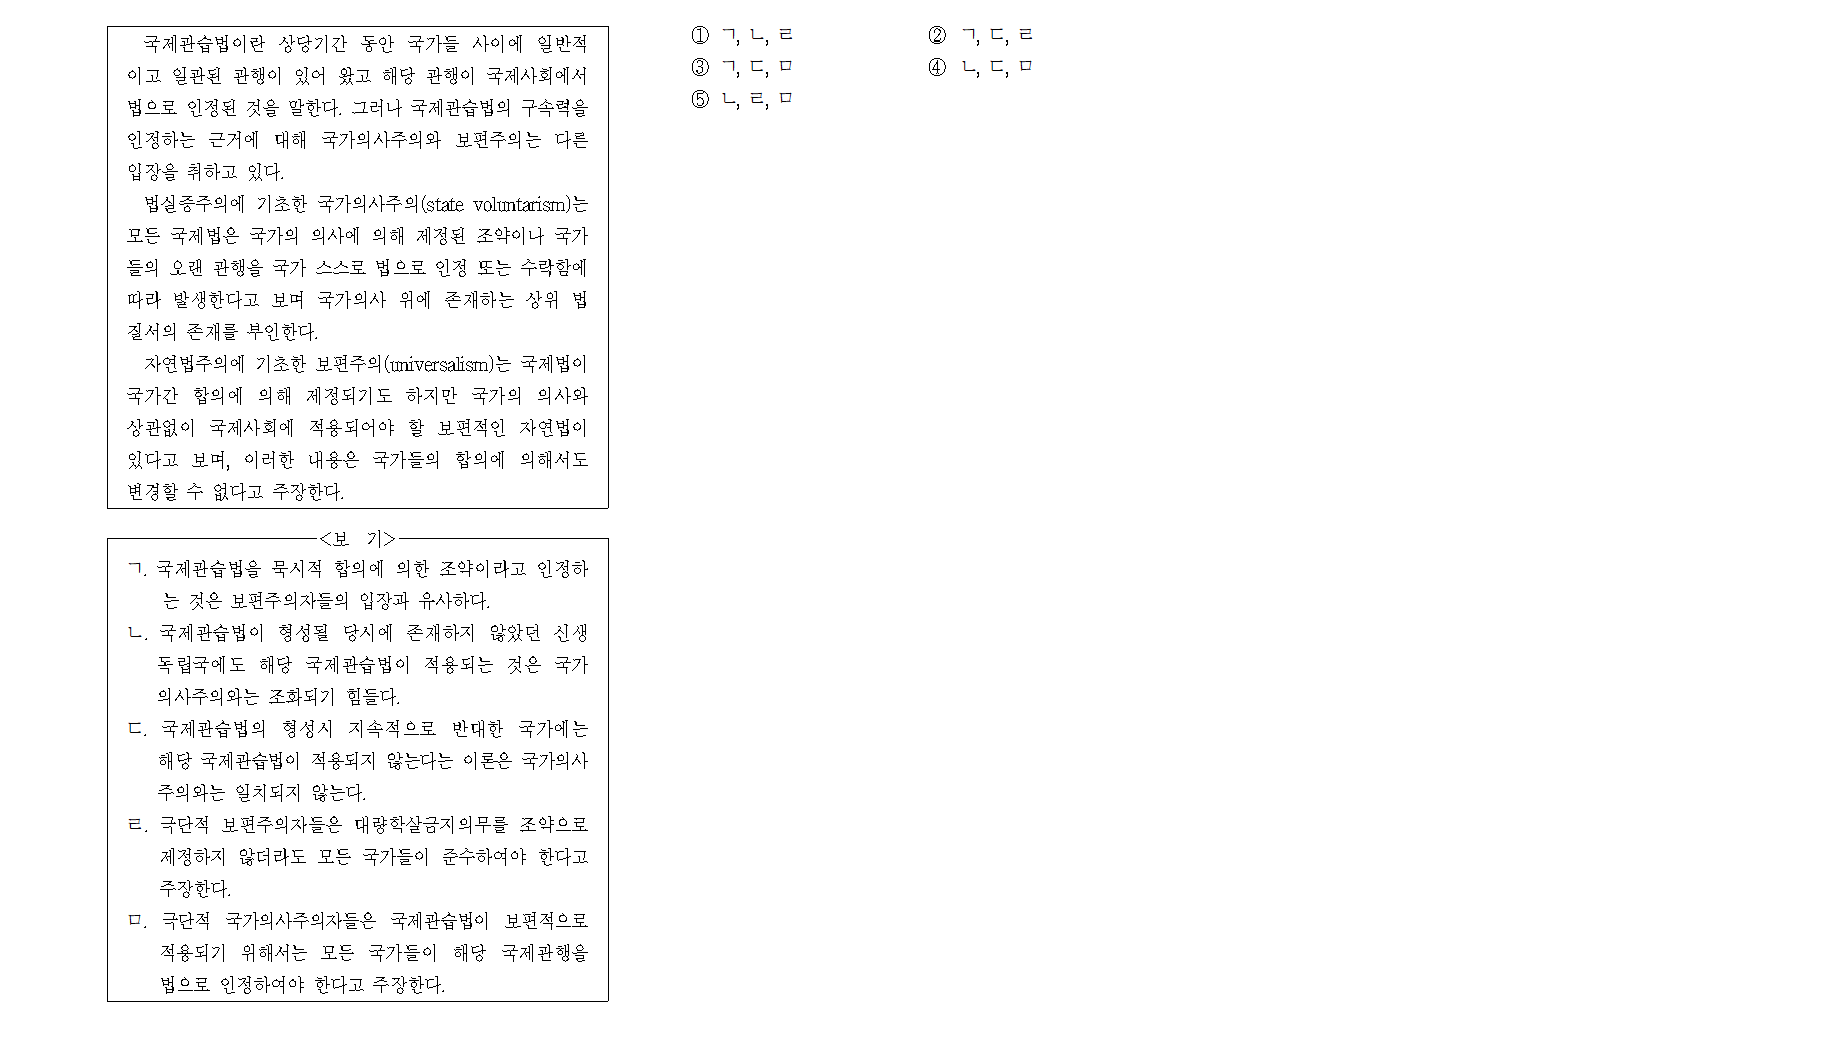 국제관습법이란 상당기간 동안 국가들 사이에 일반적
이고 일관된 관행이 있어 왔고 해당 관행이 국제사회에서
법으로 인정된 것을 말한다. 그러나 국제관습법의 구속력을
인정하는 근거에 대해 국가의사주의와 보편주의는 다른
입장을 취하고 있다.
법실증주의에 기초한 국가의사주의(state voluntarism)는
모든 국제법은 국가의 의사에 의해 제정된 조약이나 국가
들의 오랜 관행을 국가 스스로 법으로 인정 또는 수락함에
따라 발생한다고 보며 국가의사 위에 존재하는 상위 법
질서의 존재를 부인한다.
자연법주의에 기초한 보편주의(universalism)는 국제법이
국가간 합의에 의해 제정되기도 하지만 국가의 의사와
상관없이 국제사회에 적용되어야 할 보편적인 자연법이
있다고 보며, 이러한 내용은 국가들의 합의에 의해서도
변경할 수 없다고 주장한다.
<보 기>
ㄱ. 국제관습법을 묵시적 합의에 의한 조약이라고 인정하
는 것은 보편주의자들의 입장과 유사하다.
ㄴ. 국제관습법이 형성될 당시에 존재하지 않았던 신생
독립국에도 해당 국제관습법이 적용되는 것은 국가
의사주의와는 조화되기 힘들다.
ㄷ. 국제관습법의 형성시 지속적으로 반대한 국가에는
해당 국제관습법이 적용되지 않는다는 이론은 국가의사
주의와는 일치되지 않는다.
ㄹ. 극단적 보편주의자들은 대량학살금지의무를 조약으로
제정하지 않더라도 모든 국가들이 준수하여야 한다고
주장한다.
ㅁ. 극단적 국가의사주의자들은 국제관습법이 보편적으로
적용되기 위해서는 모든 국가들이 해당 국제관행을
법으로 인정하여야 한다고 주장한다.
① ㄱ, ㄴ, ㄹ
② ㄱ, ㄷ, ㄹ
③ ㄱ, ㄷ, ㅁ
④ ㄴ, ㄷ, ㅁ
⑤ ㄴ, ㄹ, ㅁ